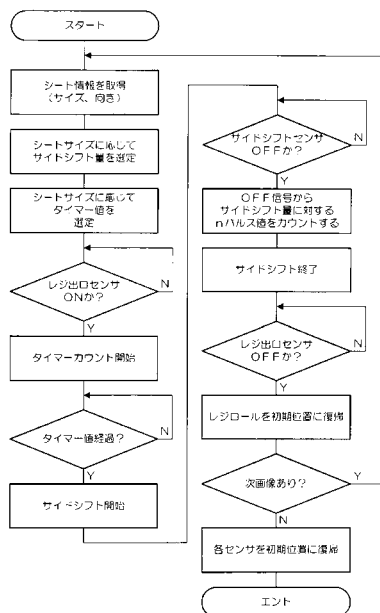 スタート
シート情報を取得
(サイズ、向き)
シートサイズに応じて
サイドシフト量を選定
シートサイズに応じて
タイマー値を
選定
レジ出口センサ
ONか?
N
Y
タイマーカウント開始
タイマー値経過?
N
Y
サイドシフト開始
サイドシフトセンサ
OFFか?
N
Y
OFF信号から
サイドシフト量に対する
nパルス値をカウントする
サイドシフト終了
レジ出口センサ
OFFか?
N
Y
レジロールを初期位置に復帰
次画像あり?
Y
N
各センサを初期位置に復帰
エンド